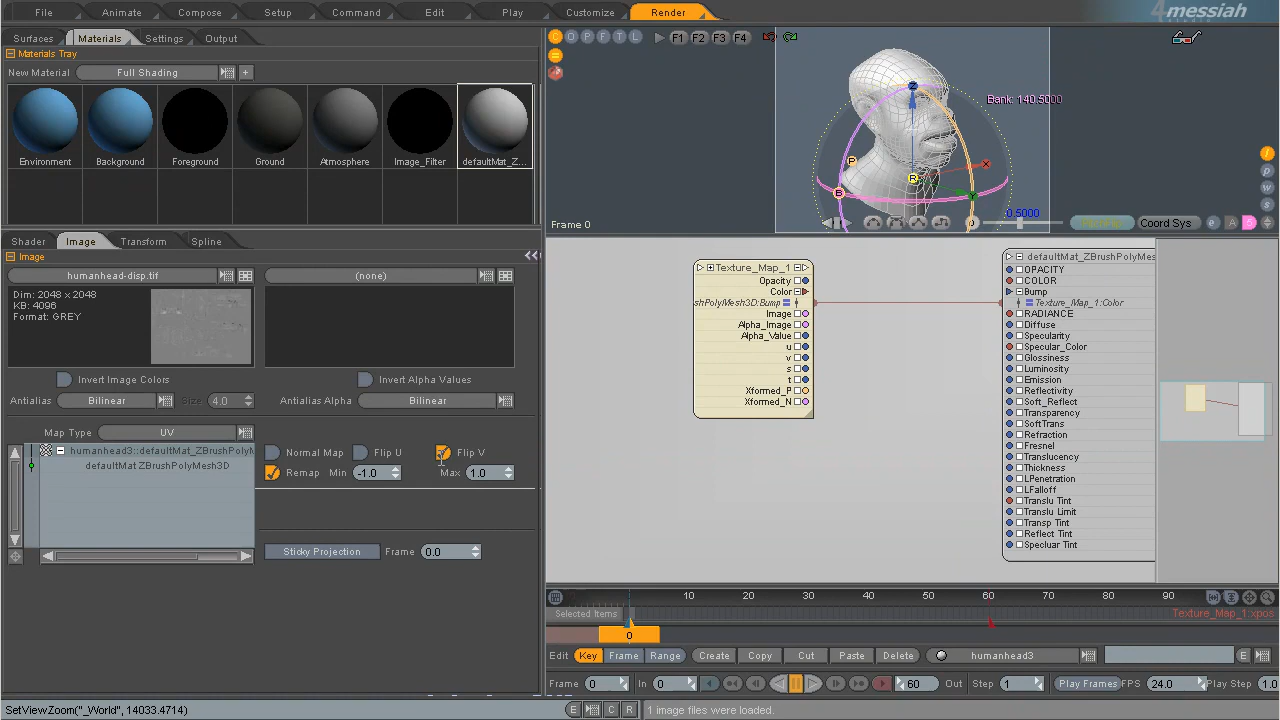 File Animate Compose Setup Command Edit Play Customize Render
4messiah
Surfaces Materials Settings Output
Materials Tray
New Material Full Shading +
Environment Background Foreground Ground Atmosphere Image_Filter defaultMat_Z...
Shader Image Transform Spline
Image
humanhead-disp.tif (none)
Dim: 2048 x 2048
KB: 4096
Format: GREY
Invert Image Colors Invert Alpha Values
Antialias Bilinear Size 4.0 Antialias Alpha Bilinear
Map Type UV
humanhead3::defaultMat_ZBrushPolyM
defaultMat ZBrushPolyMesh3D
Normal Map Flip U Flip V
Remap Min -1.0 Max 1.0
Sticky Projection Frame 0.0
C O P F T L F1 F2 F3 F4
Bank: 140.5000
P
R
B
Frame 0
0.5000
Coord Sys e A S
p
w
s
Texture_Map_1
Opacity
Color
shPolyMesh3D:Bump
Image
Alpha_Image
Alpha_Value
u
v
s
t
Xformed_P
Xformed_N
defaultMat_ZBrushPolyMes
OPACITY
COLOR
Bump
Texture_Map_1:Color
RADIANCE
Diffuse
Specularity
Specular_Color
Glossiness
Luminosity
Emission
Reflectivity
Soft_Reflect
Transparency
SoftTrans
Refraction
Fresnel
Translucency
Thickness
LPenetration
LFalloff
Translu Tint
Translu Limit
Transp Tint
Reflect Tint
Specluar Tint
10 20 30 40 50 60 70 80 90
Selected Items Texture_Map_1:xpos
0
Edit Key Frame Range Create Copy Cut Paste Delete humanhead3 E
Frame 0 In 0 60 Out Step 1 Play Frames FPS 24.0 Play Step 1.0
SetViewZoom("_World", 14033.4714) E C R 1 image files were loaded.